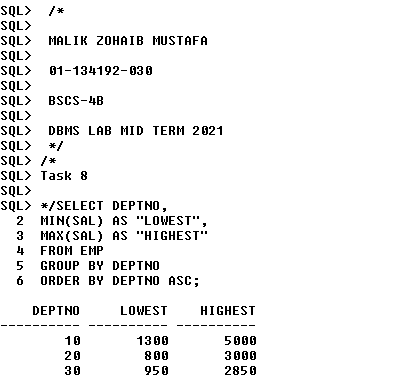 SQL> /*
SQL>
SQL> MALIK ZOHAIB MUSTAFA
SQL>
SQL> 01-134192-030
SQL>
SQL> BSCS-4B
SQL>
SQL> DBMS LAB MID TERM 2021
SQL> */
SQL> /*
SQL> Task 8
SQL>
SQL> */SELECT DEPTNO,
2 MIN(SAL) AS "LOWEST",
3 MAX(SAL) AS "HIGHEST"
4 FROM EMP
5 GROUP BY DEPTNO
6 ORDER BY DEPTNO ASC;
DEPTNO LOWEST HIGHEST
---------- ---------- ----------
10 1300 5000
20 800 3000
30 950 2850